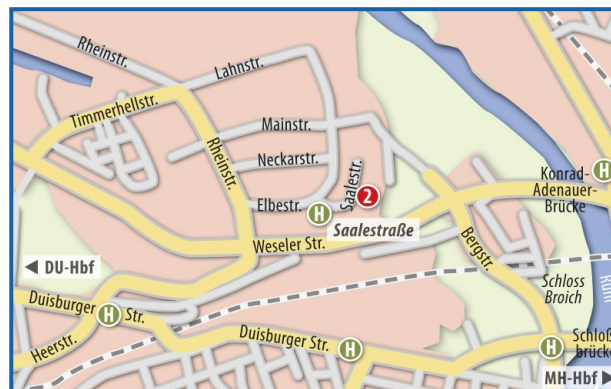 Rheinstr.
Lahnstr.
Timmerhellstr.
Mainstr.
Rheinstr.
Neckarstr.
Saalestr.
2
Elbestr.
H
Saalestraße
Weseler Str.
H
Konrad-
Adenauer-
Brücke
Bergstr.
◄ DU-Hbf
Schloss
Broich
Duisburger
H
Str.
Heerstr.
Duisburger Str.
H
H
Schloß
brücke
MH-Hbf ►